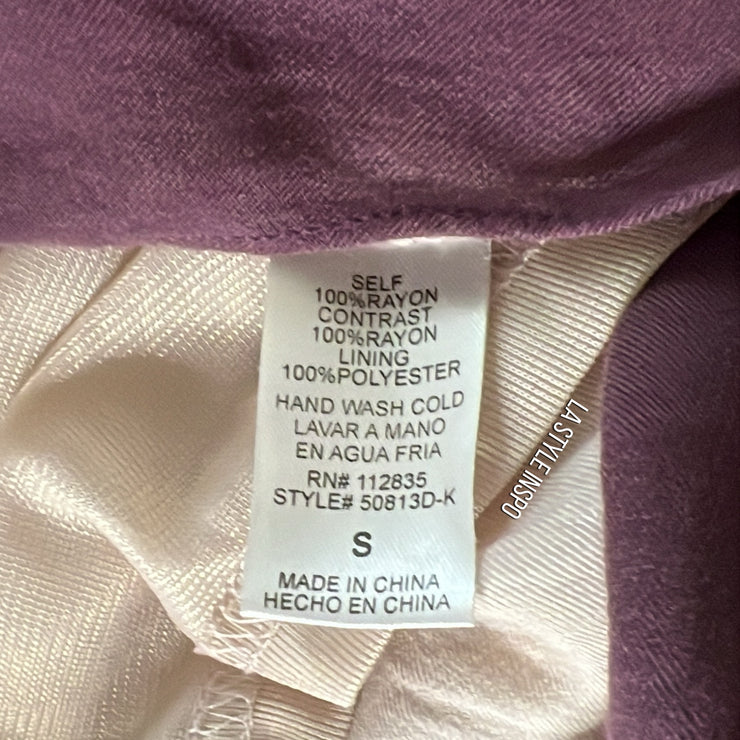 SELF
100%RAYON
CONTRAST
100%RAYON
LINING
100%POLYESTER
HAND WASH COLD
LAVAR A MANO
EN AGUA FRIA
RN# 112835
STYLE# 50813D-K
S
MADE IN CHINA
HECHO EN CHINA
LA STYLE INSPO